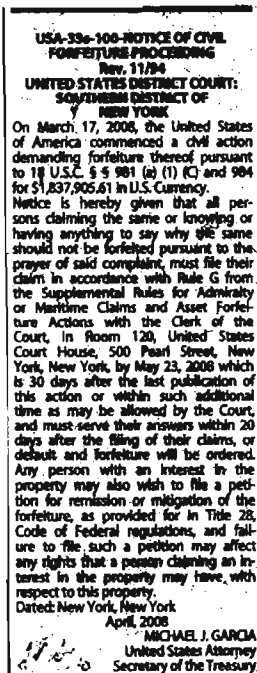 USA-33s-100-NOTICE OF CIVIL
FORFEITURE PROCEEDING
Rev. 11/94
UNITED STATES DISTRICT COURT:
SOUTHERN DISTRICT OF
NEW YORK
On March 17, 2008, the United States
of America commenced a civil action
demanding forfeiture thereof pursuant
to 18 U.S.C. § § 981 (a) (1) (C) and 984
for $1,837,905.61 in U.S. Currency.
Notice is hereby given that all per-
sons claiming the same or knowing or
having anything to say why the same
should not be forfeited pursuant to the
prayer of said complaint, must file their
claim in accordance with Rule G from
the Supplemental Rules for Admiralty
or Maritime Claims and Asset Forfei-
ture Actions with the Clerk of the
Court, in Room 120, United States
Court House, 500 Pearl Street, New
York, New York, by May 23, 2008 which
is 30 days after the last publication of
this action or within such additional
time as may be allowed by the Court,
and must serve their answers within 20
days after the filing of their claims, or
default and forfeiture will be ordered.
Any person with an interest in the
property may also wish to file a peti-
tion for remission or mitigation of the
forfeiture, as provided for in Title 28,
Code of Federal regulations, and fail-
ure to file such a petition may affect
any rights that a person claiming an in-
terest in the property may have with
respect to this property.
Dated: New York, New York
April, 2008
MICHAEL J. GARCIA
United States Attorney
Secretary of the Treasury